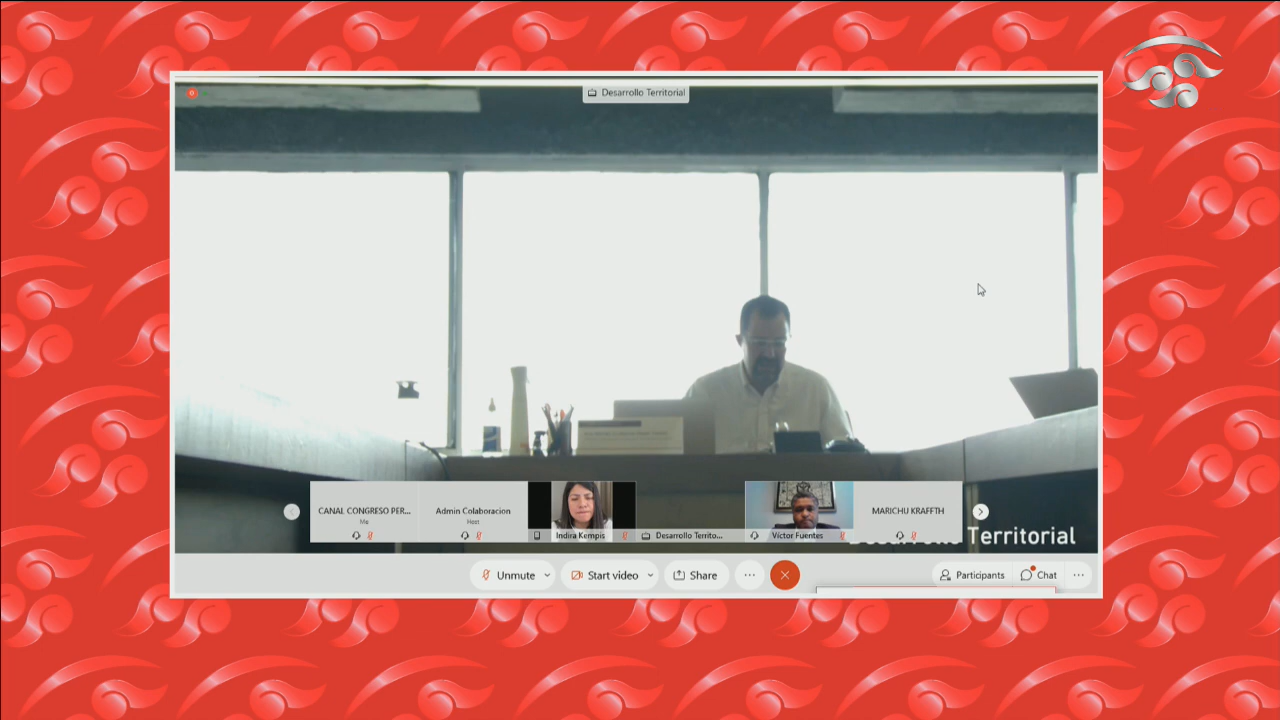 Desarrollo Territorial
CANAL CONGRESO PER...
Me
Admin Colaboracion
Host
Indira Kempis
Desarrollo Territo...
Víctor Fuentes
MARICHU KRAFFTH
Territorial
Unmute
Start video
Share
Participants
Chat